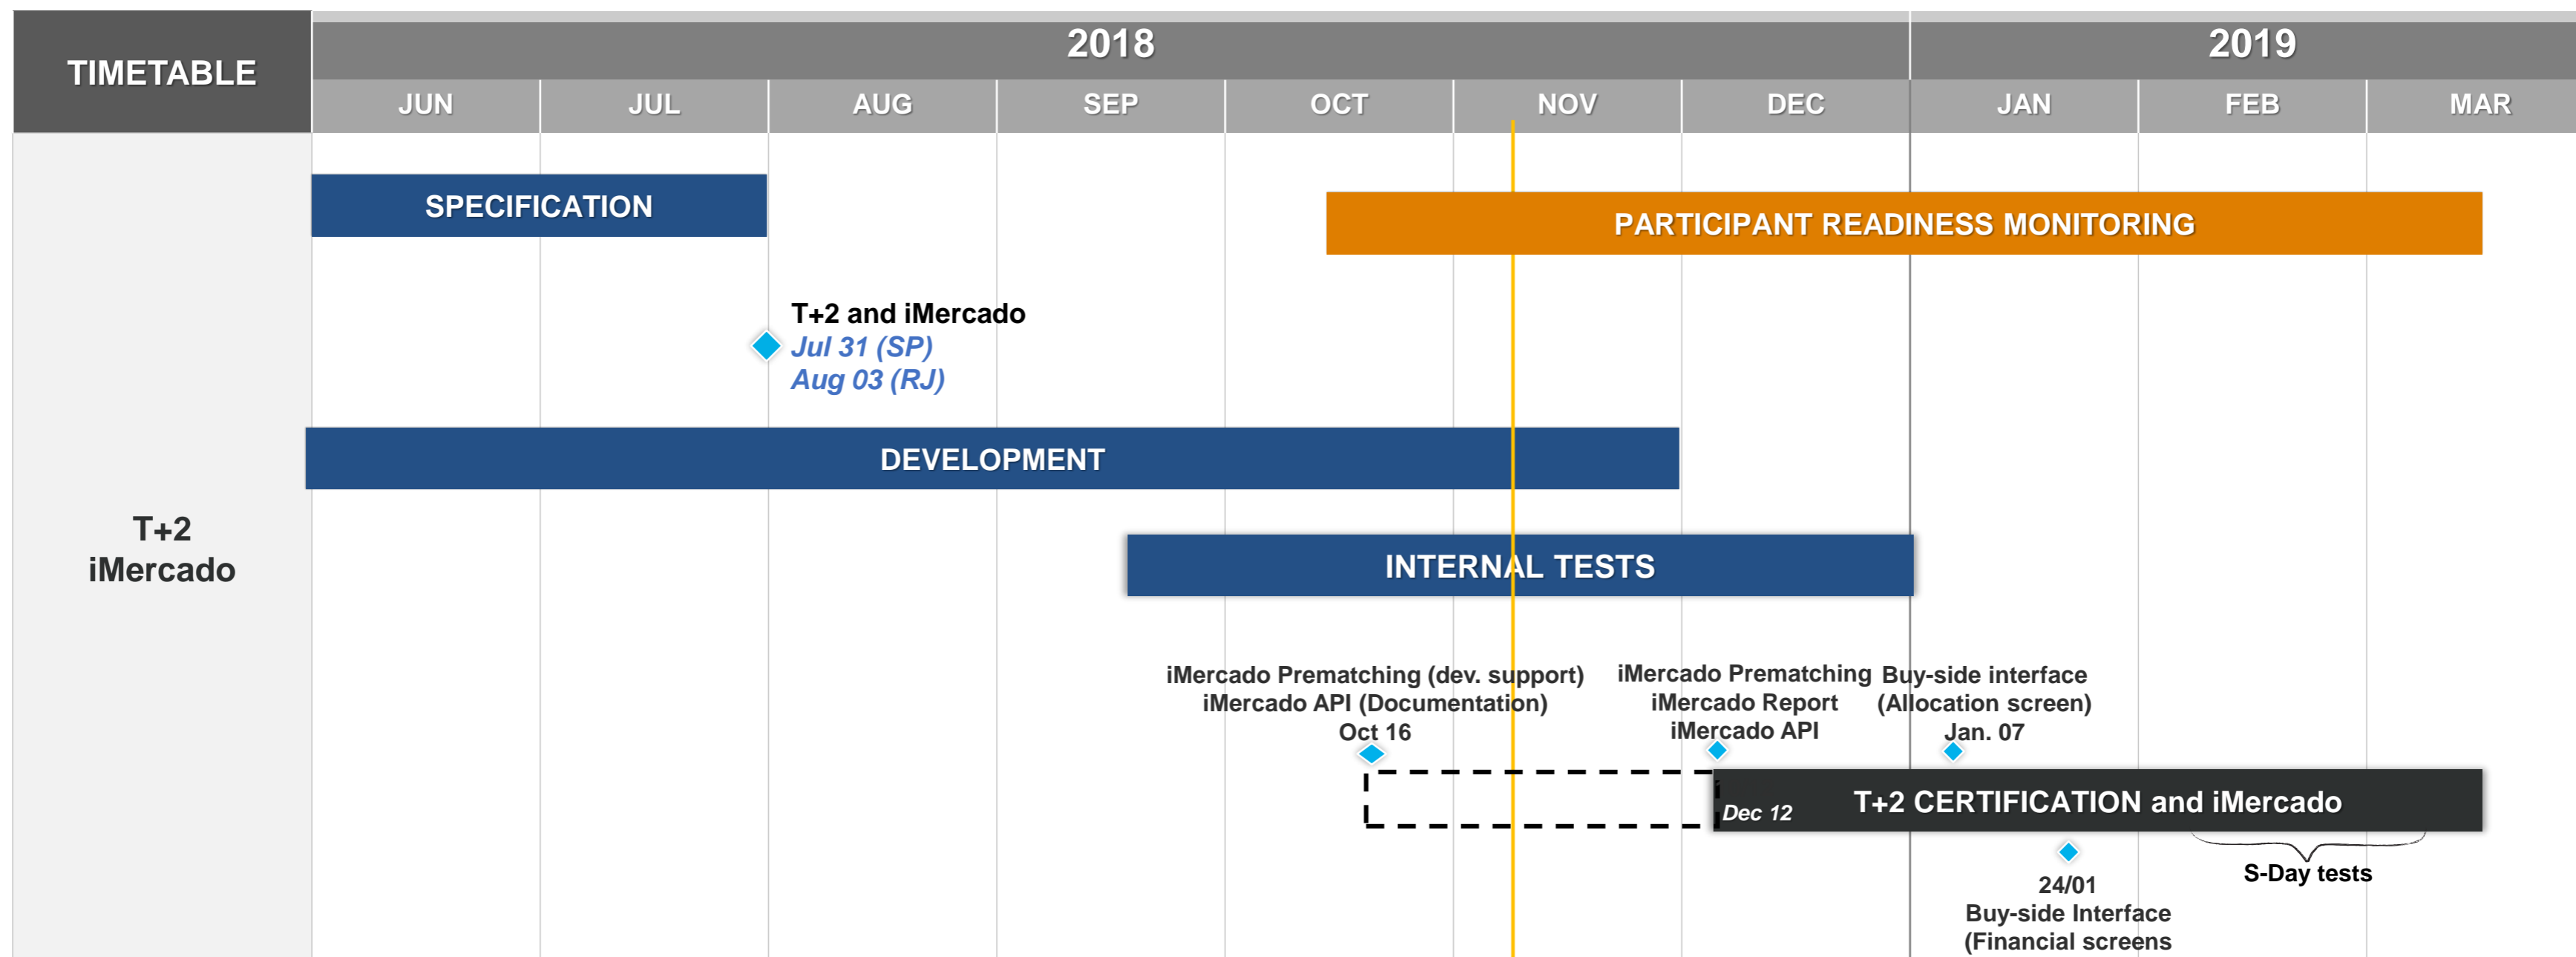 TIMETABLE
2018
2019
JUN
JUL
AUG
SEP
OCT
NOV
DEC
JAN
FEB
MAR
SPECIFICATION
PARTICIPANT READINESS MONITORING
T+2 and iMercado
Jul 31 (SP)
Aug 03 (RJ)
DEVELOPMENT
T+2
iMercado
INTERNAL TESTS
iMercado Prematching (dev. support)
iMercado API (Documentation)
Oct 16
iMercado Prematching
iMercado Report
iMercado API
Buy-side interface
(Allocation screen)
Jan. 07
Dec 12
T+2 CERTIFICATION and iMercado
S-Day tests
24/01
Buy-side Interface
(Financial screens